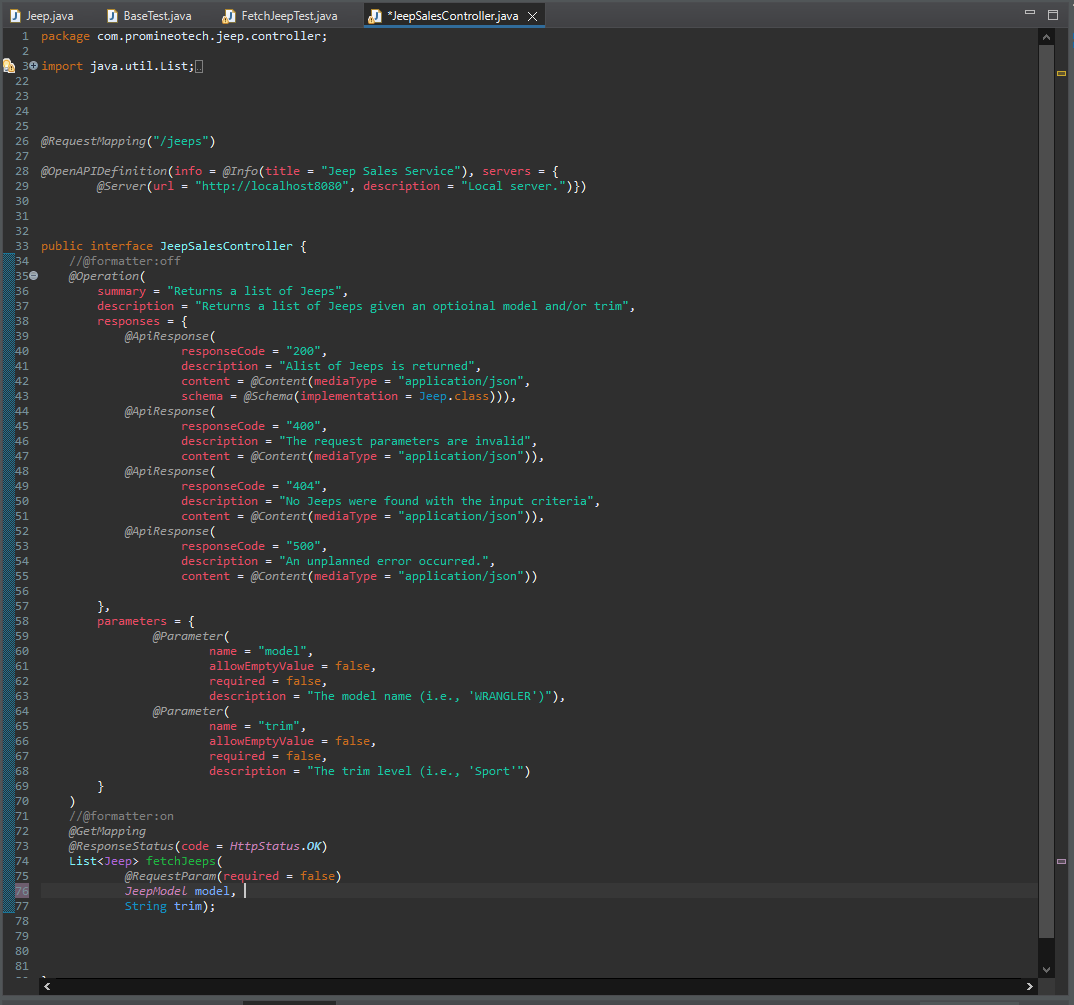 Jeep.java BaseTest.java FetchJeepTest.java *JeepSalesController.java
1 package com.promineotech.jeep.controller;
2
3 import java.util.List;
22
23
24
25
26 @RequestMapping("/jeeps")
27
28 @OpenAPIDefinition(info = @Info(title = "Jeep Sales Service"), servers = {
29 @Server(url = "http://localhost8080", description = "Local server.")})
30
31
32
33 public interface JeepSalesController {
34 //@formatter:off
35 @Operation(
36 summary = "Returns a list of Jeeps",
37 description = "Returns a list of Jeeps given an optioinal model and/or trim",
38 responses = {
39 @ApiResponse(
40 responseCode = "200",
41 description = "Alist of Jeeps is returned",
42 content = @Content(mediaType = "application/json",
43 schema = @Schema(implementation = Jeep.class))),
44 @ApiResponse(
45 responseCode = "400",
46 description = "The request parameters are invalid",
47 content = @Content(mediaType = "application/json")),
48 @ApiResponse(
49 responseCode = "404",
50 description = "No Jeeps were found with the input criteria",
51 content = @Content(mediaType = "application/json")),
52 @ApiResponse(
53 responseCode = "500",
54 description = "An unplanned error occurred.",
55 content = @Content(mediaType = "application/json"))
56
57 },
58 parameters = {
59 @Parameter(
60 name = "model",
61 allowEmptyValue = false,
62 required = false,
63 description = "The model name (i.e., 'WRANGLER')"),
64 @Parameter(
65 name = "trim",
66 allowEmptyValue = false,
67 required = false,
68 description = "The trim level (i.e., 'Sport'")
69 }
70 )
71 //@formatter:on
72 @GetMapping
73 @ResponseStatus(code = HttpStatus.OK)
74 List<Jeep> fetchJeeps(
75 @RequestParam(required = false)
76 JeepModel model,
77 String trim);
78
79
80
81